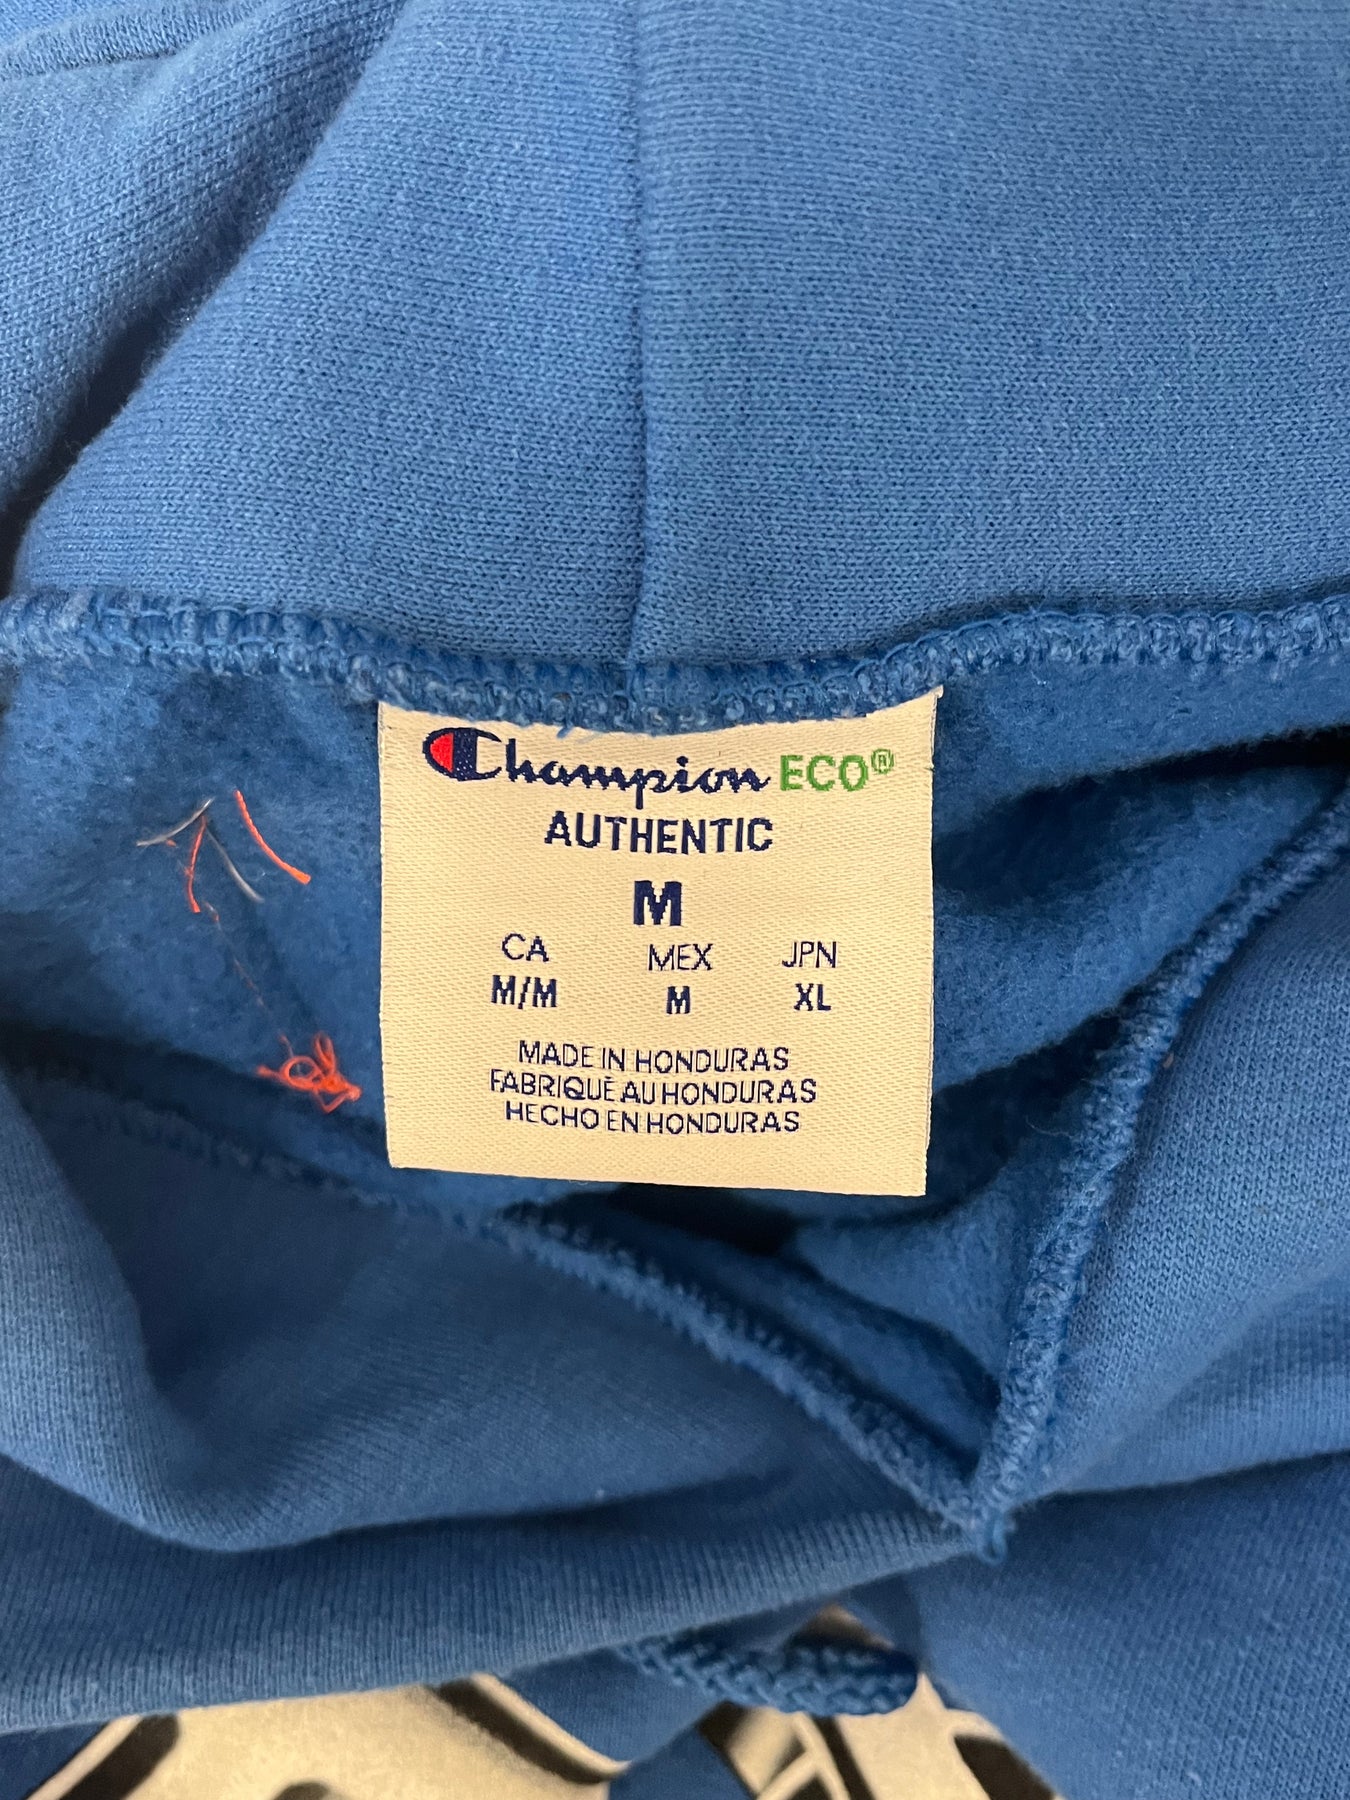 Champion ECO®
AUTHENTIC
M
CA MEX JPN
M/M M XL
MADE IN HONDURAS
FABRIQUÉ AU HONDURAS
HECHO EN HONDURAS